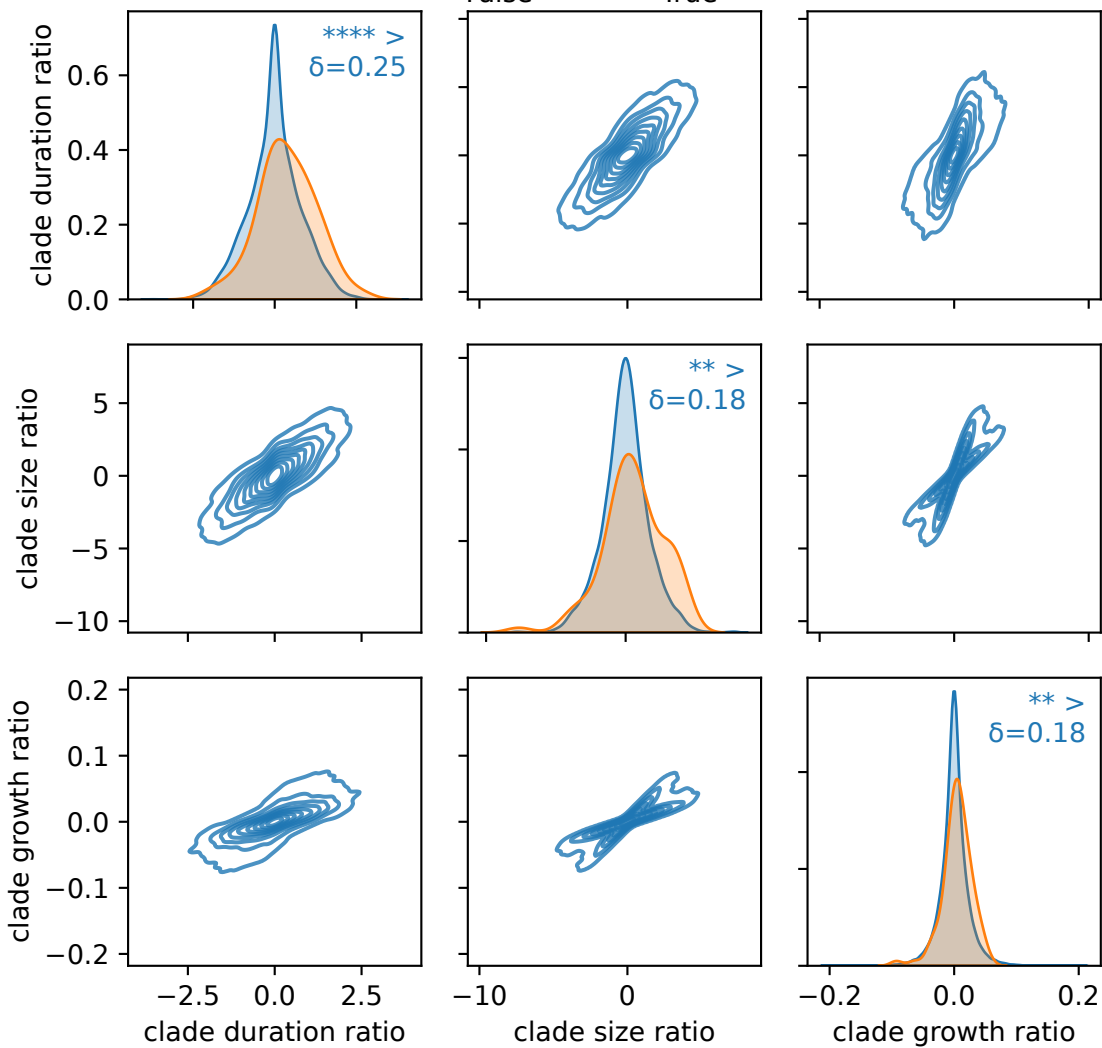 True
clade duration ratio
0.6
0.4
0.2
0.0
**** >
δ=0.25
clade size ratio
5
0
−5
−10
** >
δ=0.18
clade growth ratio
0.2
0.1
0.0
−0.1
−0.2
** >
δ=0.18
−2.5
0.0
2.5
−10
0
−0.2
0.0
0.2
clade duration ratio
clade size ratio
clade growth ratio